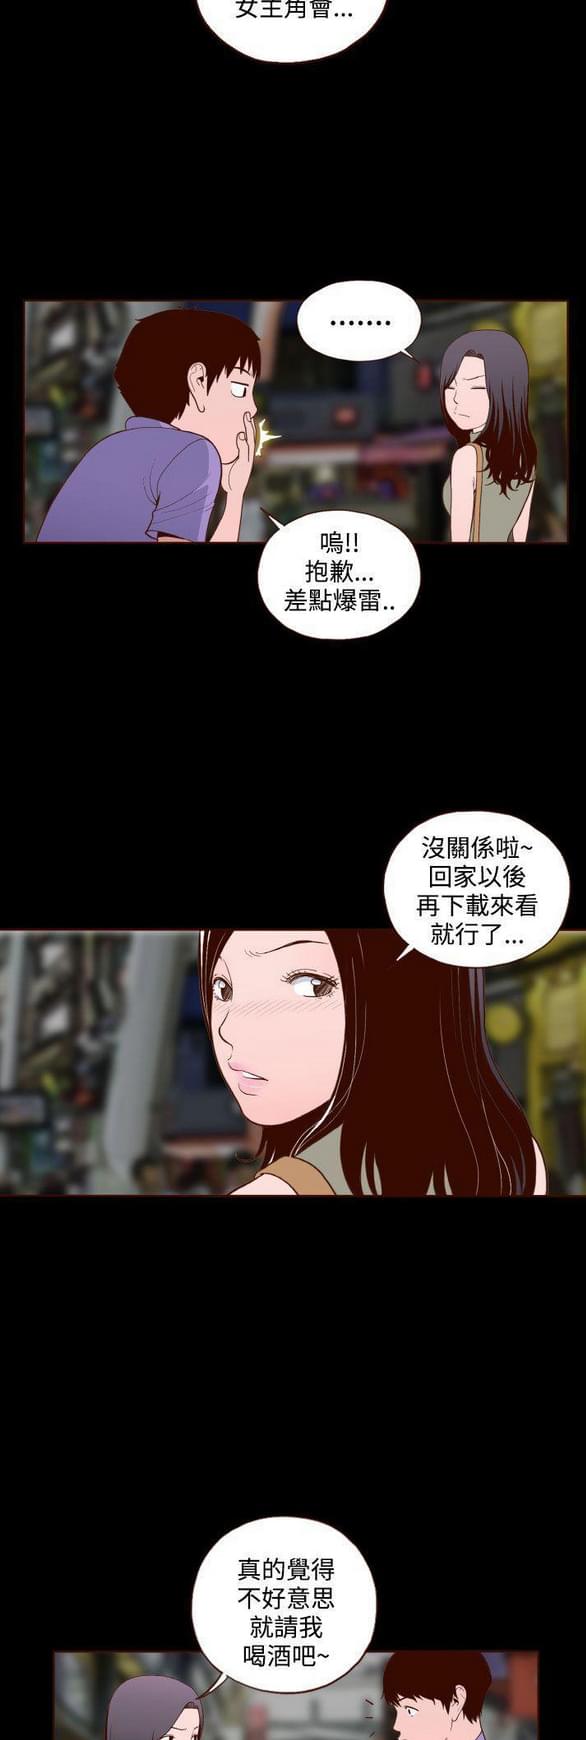 女主角會...
.......
嗚!!
抱歉...
差點爆雷..
沒關係啦~
回家以後
再下載來看
就行了...
真的覺得
不好意思
就請我
喝酒吧~